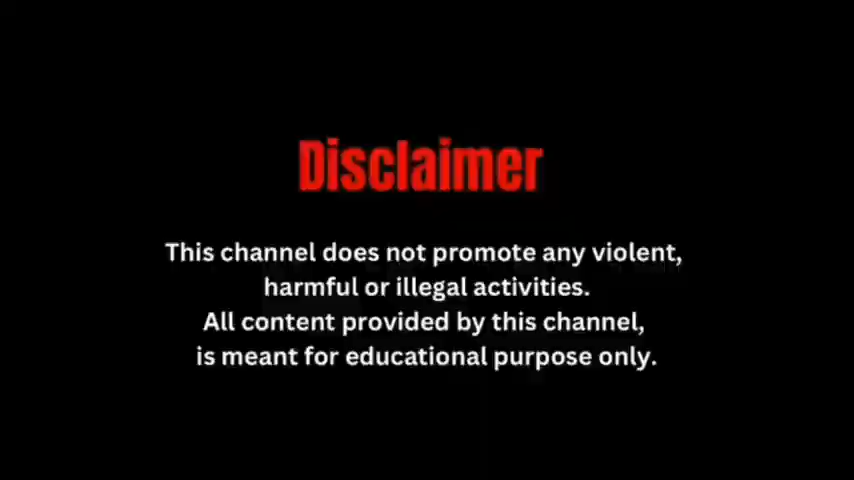 Disclaimer
This channel does not promote any violent,
harmful or illegal activities.
All content provided by this channel,
is meant for educational purpose only.